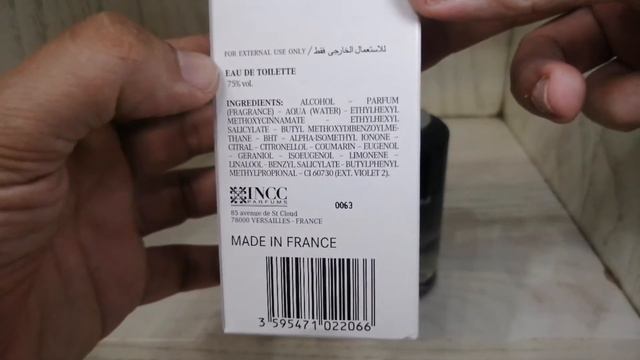 FOR EXTERNAL USE ONLY / للاستعمال الخارجي فقط
EAU DE TOILETTE
75% vol.
INGREDIENTS: ALCOHOL – PARFUM
(FRAGRANCE) – AQUA (WATER) – ETHYLHEXYL
METHOXYCINNAMATE – ETHYLHEXYL
SALICYLATE – BUTYL METHOXYDIBENZOYLME-
THANE – BHT – ALPHA-ISOMETHYL IONONE –
CITRAL – CITRONELLOL – COUMARIN – EUGENOL
– GERANIOL – ISOEUGENOL – LIMONENE –
LINALOOL – BENZYL SALICYLATE – BUTYLPHENYL
METHYLPROPIONAL – CI 60730 (EXT. VIOLET 2).
INCC
PARFUMS
0063
85 avenue de St Cloud
78000 VERSAILLES - FRANCE
MADE IN FRANCE
3 595471 022066